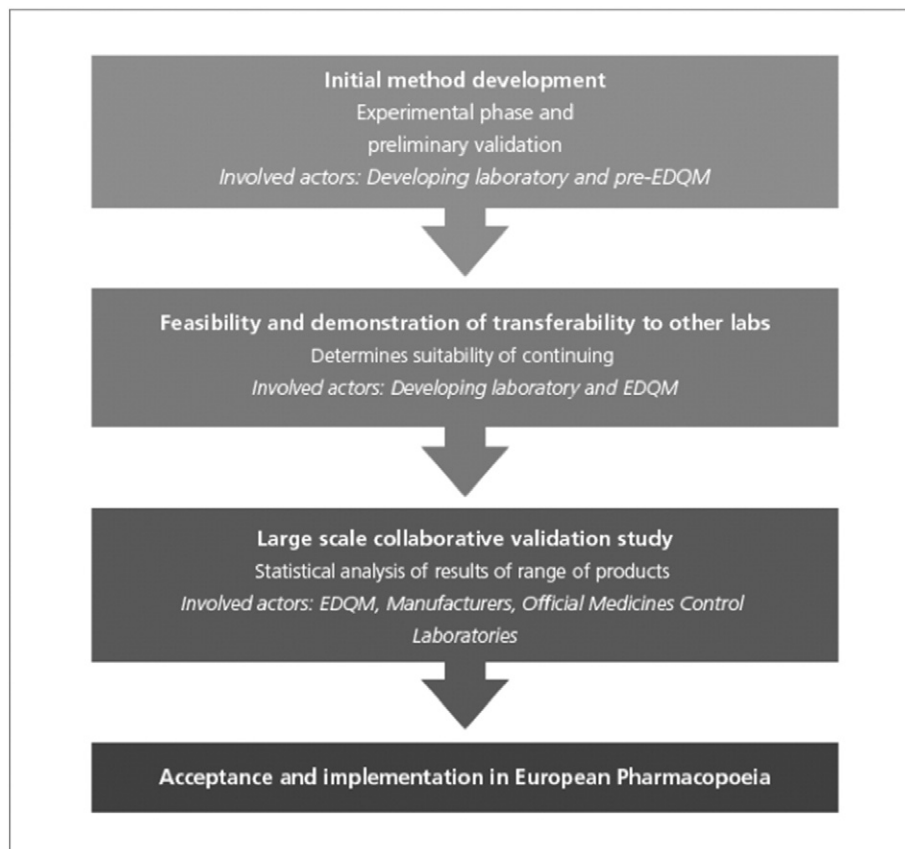 Initial method development
Experimental phase and
preliminary validation
Involved actors: Developing laboratory and pre-EDQM
Feasibility and demonstration of transferability to other labs
Determines suitability of continuing
Involved actors: Developing laboratory and EDQM
Large scale collaborative validation study
Statistical analysis of results of range of products
Involved actors: EDQM, Manufacturers, Official Medicines Control
Laboratories
Acceptance and implementation in European Pharmacopoeia